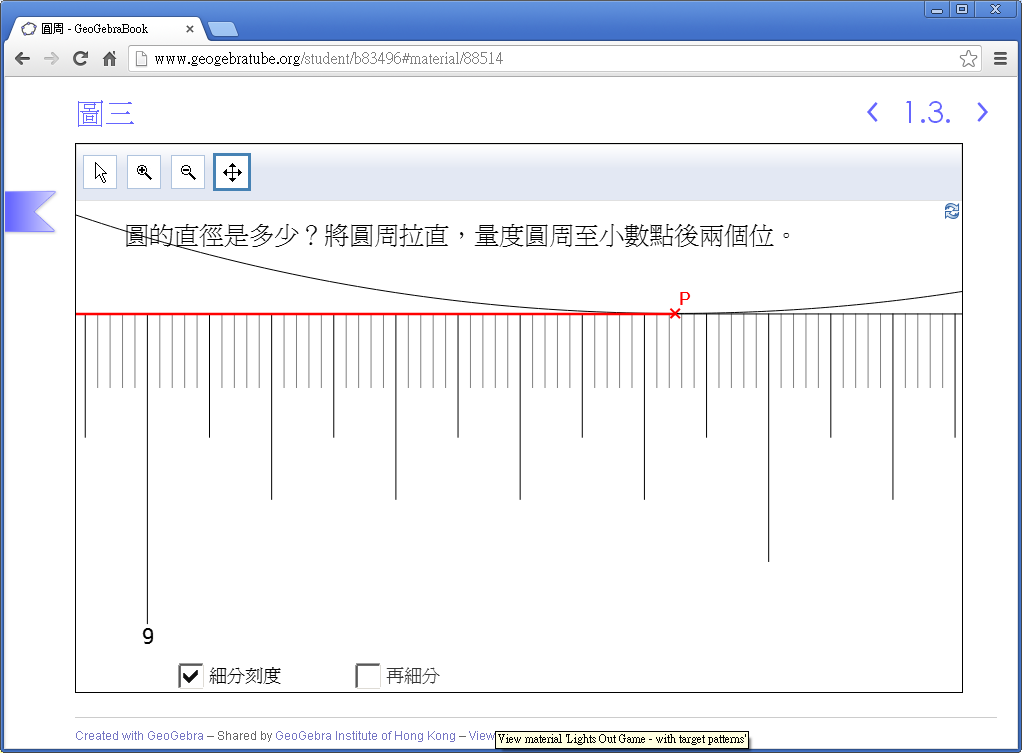 圓周 - GeoGebraBook
www.geogebratube.org/student/b83496#material/88514
圖三
1.3.
圓的直徑是多少？將圓周拉直，量度圓周至小數點後兩個位。
P
9
細分刻度
再細分
Created with GeoGebra – Shared by GeoGebra Institute of Hong Kong – View
View material 'Lights Out Game - with target patterns'